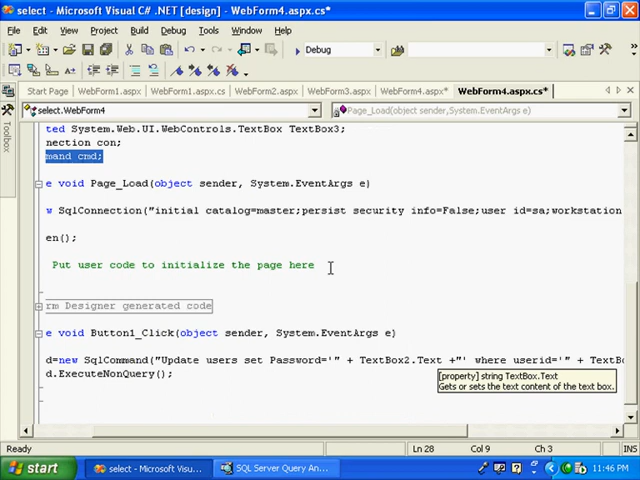 select - Microsoft Visual C# .NET [design] - WebForm4.aspx.cs*
File Edit View Project Build Debug Tools Window Help
Debug
Start Page WebForm1.aspx WebForm1.aspx.cs WebForm2.aspx WebForm3.aspx WebForm4.aspx* WebForm4.aspx.cs*
select.WebForm4 Page_Load(object sender,System.EventArgs e)
Toolbox
ted System.Web.UI.WebControls.TextBox TextBox3;
nection con;
mand cmd;
e void Page_Load(object sender, System.EventArgs e)
w SqlConnection("initial catalog=master;persist security info=False;user id=sa;workstation
en();
Put user code to initialize the page here
rm Designer generated code
e void Button1_Click(object sender, System.EventArgs e)
d=new SqlCommand("Update users set Password='" + TextBox2.Text +"' where userid='" + TextBo
d.ExecuteNonQuery();
[property] string TextBox.Text
Gets or sets the text content of the text box.
Ready Ln 28 Col 9 Ch 3
start select - Microsoft Visu... SQL Server Query An... 11:46 PM